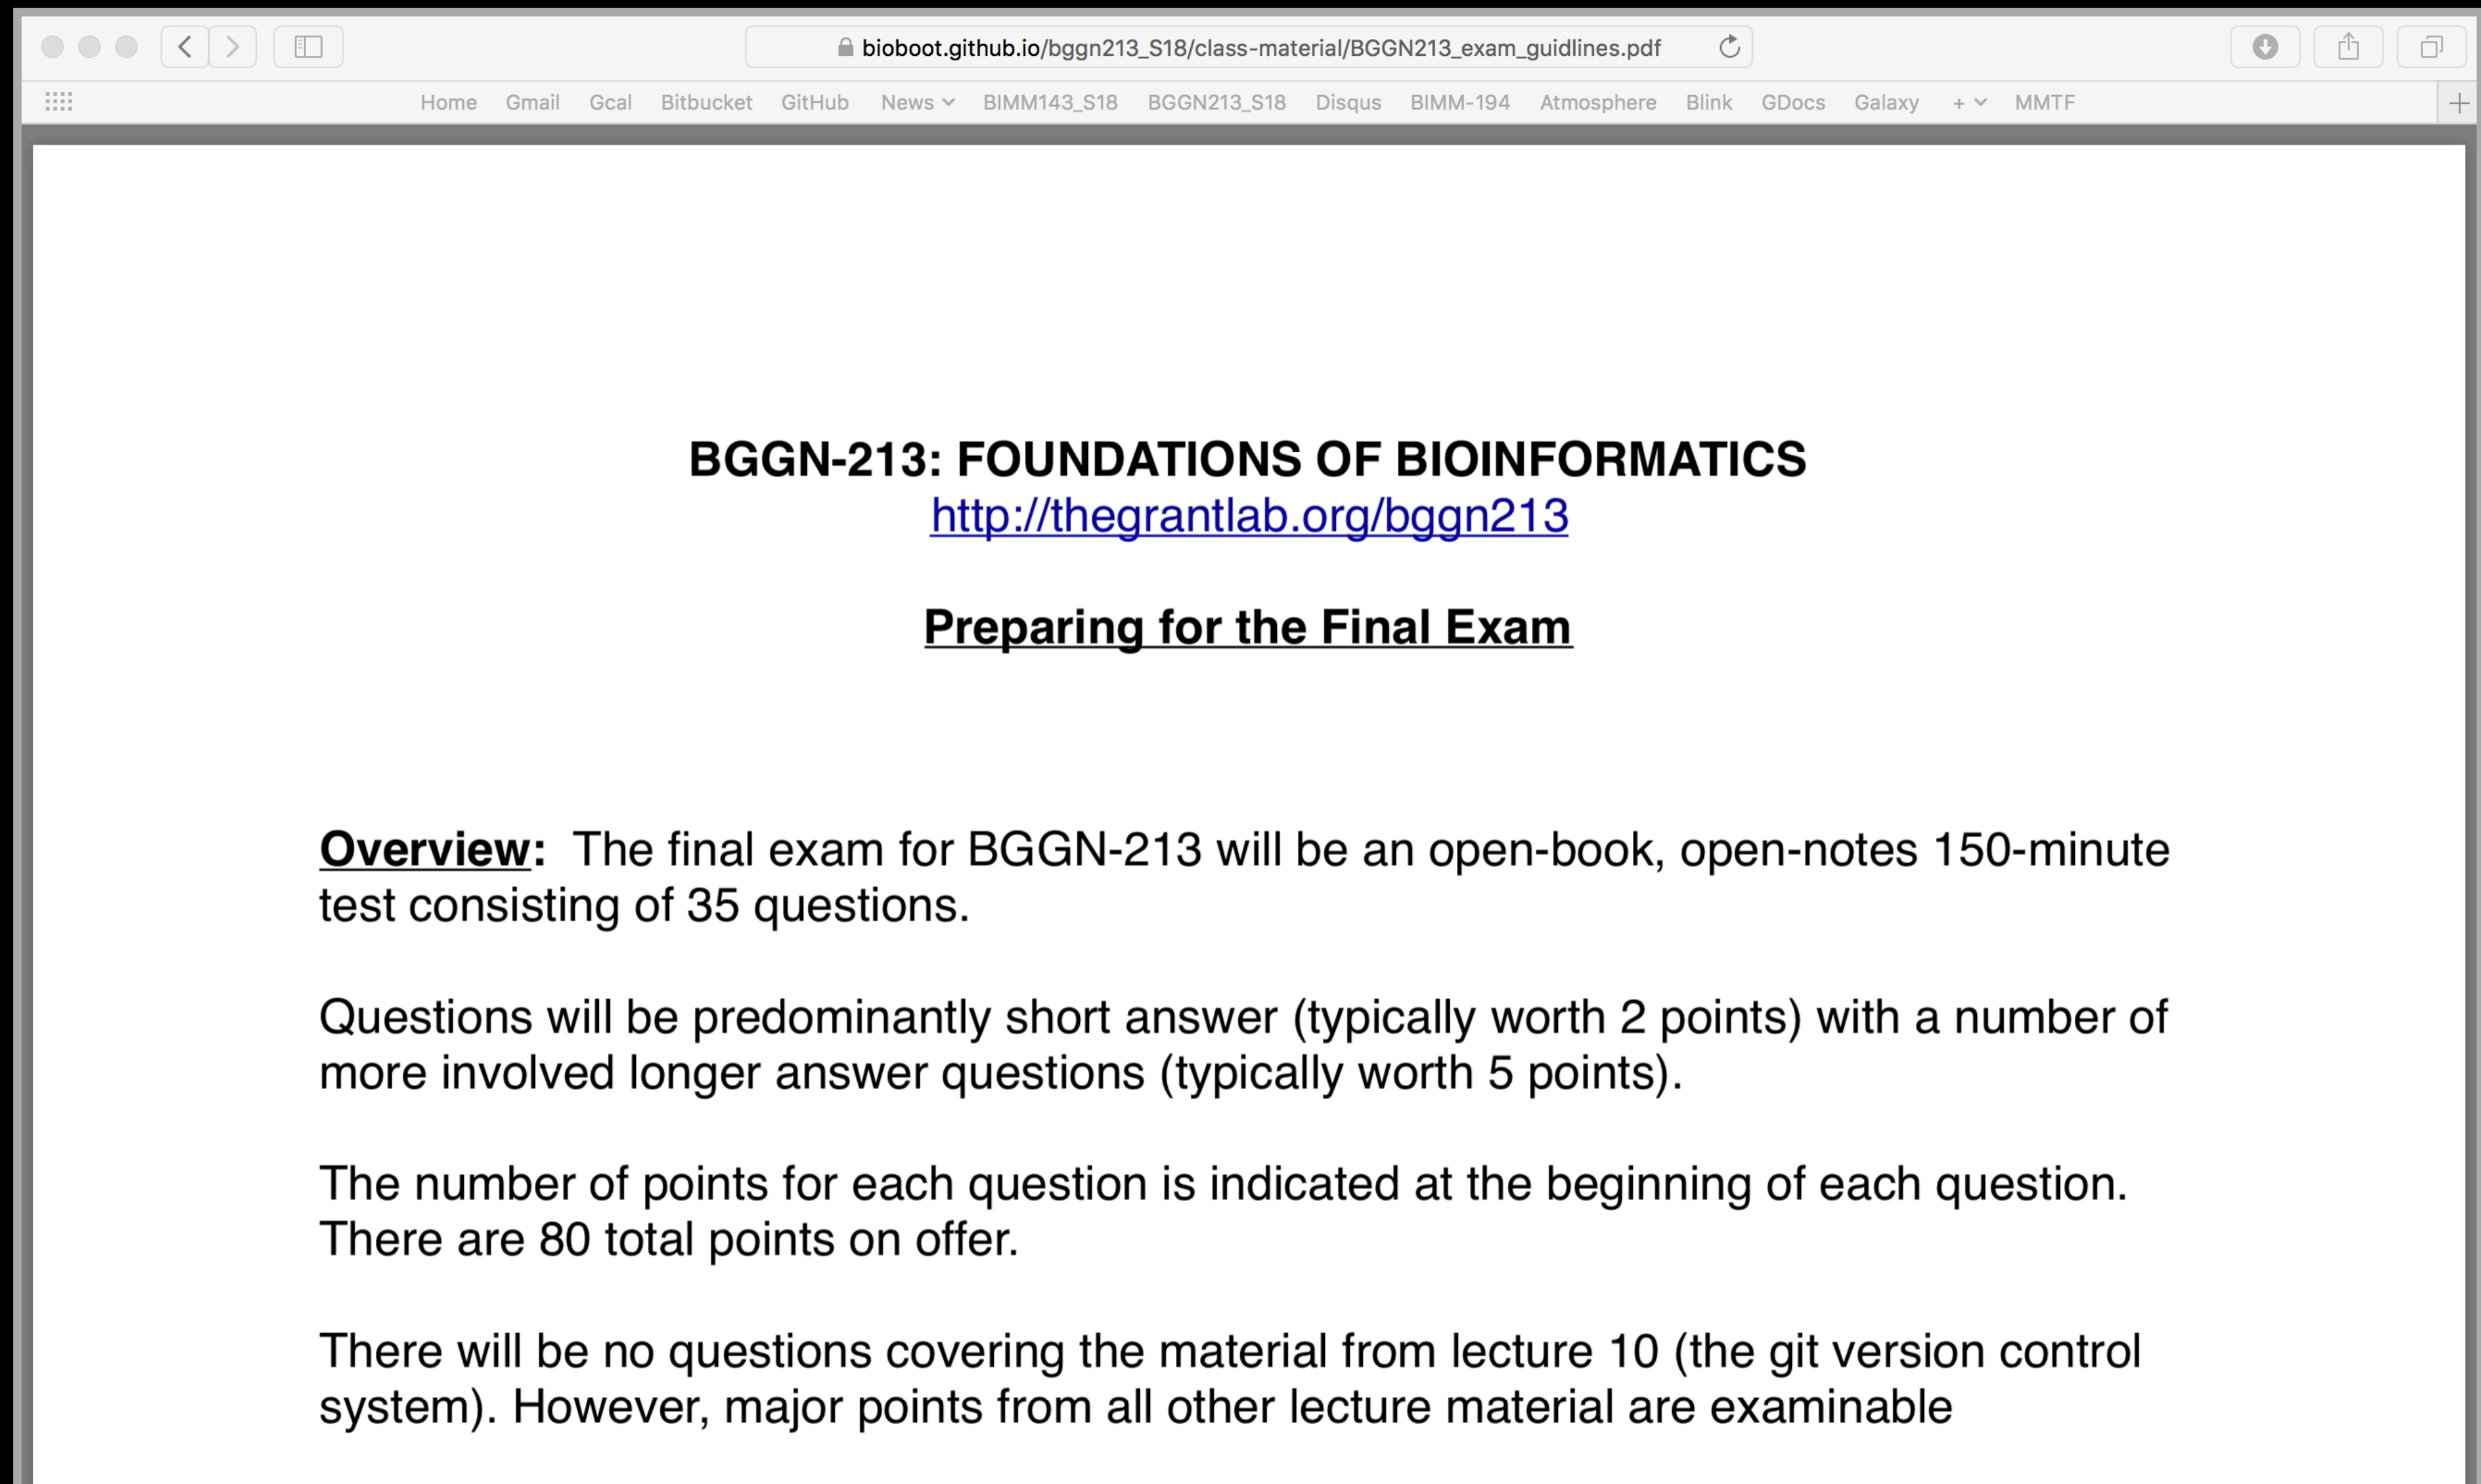 bioboot.github.io/bggn213_S18/class-material/BGGN213_exam_guidlines.pdf
Home Gmail Gcal Bitbucket GitHub News BIMM143_S18 BGGN213_S18 Disqus BIMM-194 Atmosphere Blink GDocs Galaxy + MMTF
BGGN-213: FOUNDATIONS OF BIOINFORMATICS
http://thegrantlab.org/bggn213
Preparing for the Final Exam
Overview: The final exam for BGGN-213 will be an open-book, open-notes 150-minute
test consisting of 35 questions.
Questions will be predominantly short answer (typically worth 2 points) with a number of
more involved longer answer questions (typically worth 5 points).
The number of points for each question is indicated at the beginning of each question.
There are 80 total points on offer.
There will be no questions covering the material from lecture 10 (the git version control
system). However, major points from all other lecture material are examinable